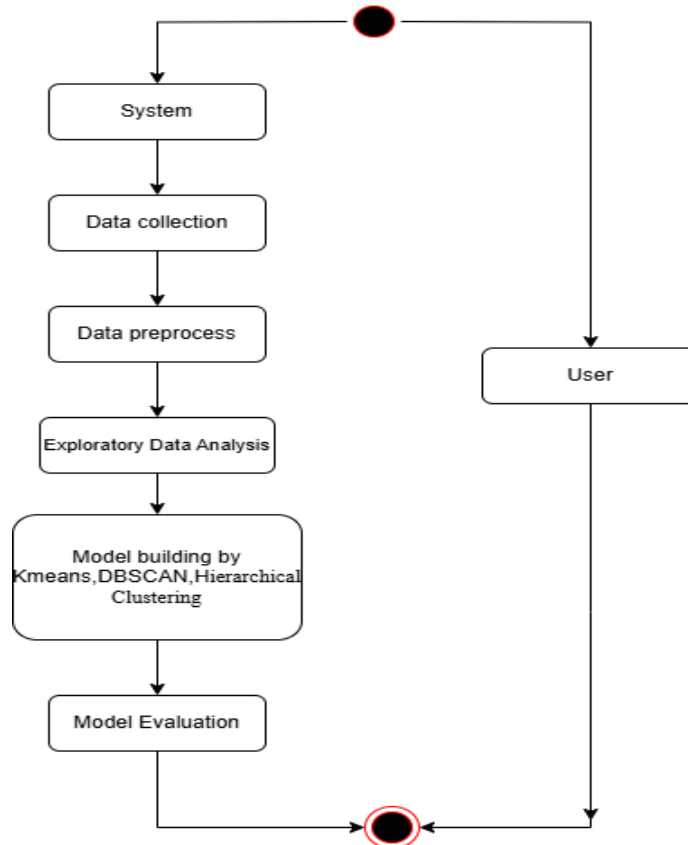 System
Data collection
Data preprocess
User
Exploratory Data Analysis
Model building by
Kmeans,DBSCAN,Hierarchical
Clustering
Model Evaluation